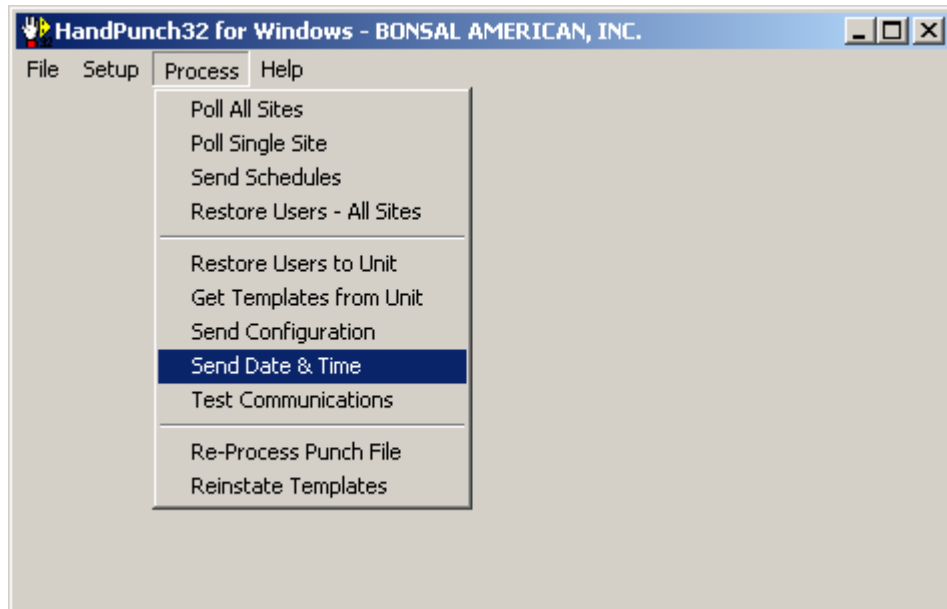 HandPunch32 for Windows - BONSAL AMERICAN, INC.
File Setup Process Help
Poll All Sites
Poll Single Site
Send Schedules
Restore Users - All Sites
Restore Users to Unit
Get Templates from Unit
Send Configuration
Send Date & Time
Test Communications
Re-Process Punch File
Reinstate Templates